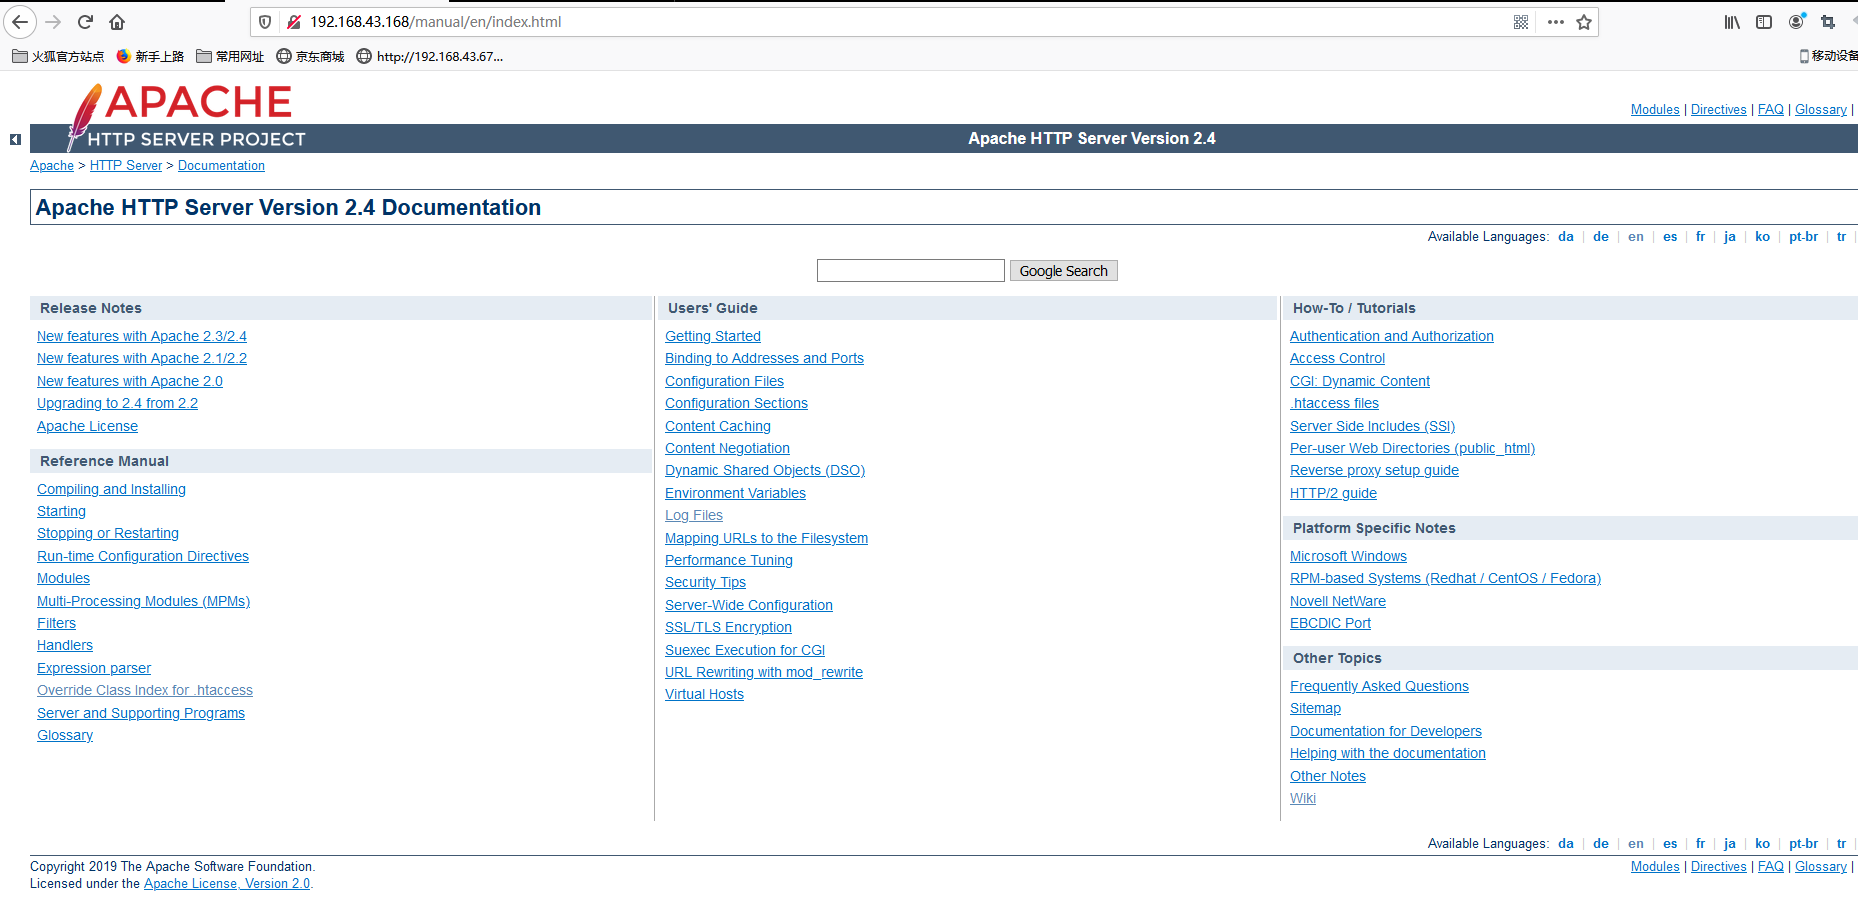 192.168.43.168/manual/en/index.html
火狐官方站点 新手上路 常用网址 京东商城 http://192.168.43.67... 移动设备
APACHE
HTTP SERVER PROJECT
Modules | Directives | FAQ | Glossary |
Apache HTTP Server Version 2.4
Apache > HTTP Server > Documentation
Apache HTTP Server Version 2.4 Documentation
Available Languages: da | de | en | es | fr | ja | ko | pt-br | tr |
Google Search
Release Notes
New features with Apache 2.3/2.4
New features with Apache 2.1/2.2
New features with Apache 2.0
Upgrading to 2.4 from 2.2
Apache License
Reference Manual
Compiling and Installing
Starting
Stopping or Restarting
Run-time Configuration Directives
Modules
Multi-Processing Modules (MPMs)
Filters
Handlers
Expression parser
Override Class Index for .htaccess
Server and Supporting Programs
Glossary
Users' Guide
Getting Started
Binding to Addresses and Ports
Configuration Files
Configuration Sections
Content Caching
Content Negotiation
Dynamic Shared Objects (DSO)
Environment Variables
Log Files
Mapping URLs to the Filesystem
Performance Tuning
Security Tips
Server-Wide Configuration
SSL/TLS Encryption
Suexec Execution for CGI
URL Rewriting with mod_rewrite
Virtual Hosts
How-To / Tutorials
Authentication and Authorization
Access Control
CGI: Dynamic Content
.htaccess files
Server Side Includes (SSI)
Per-user Web Directories (public_html)
Reverse proxy setup guide
HTTP/2 guide
Platform Specific Notes
Microsoft Windows
RPM-based Systems (Redhat / CentOS / Fedora)
Novell NetWare
EBCDIC Port
Other Topics
Frequently Asked Questions
Sitemap
Documentation for Developers
Helping with the documentation
Other Notes
Wiki
Available Languages: da | de | en | es | fr | ja | ko | pt-br | tr |
Copyright 2019 The Apache Software Foundation.
Licensed under the Apache License, Version 2.0.
Modules | Directives | FAQ | Glossary |